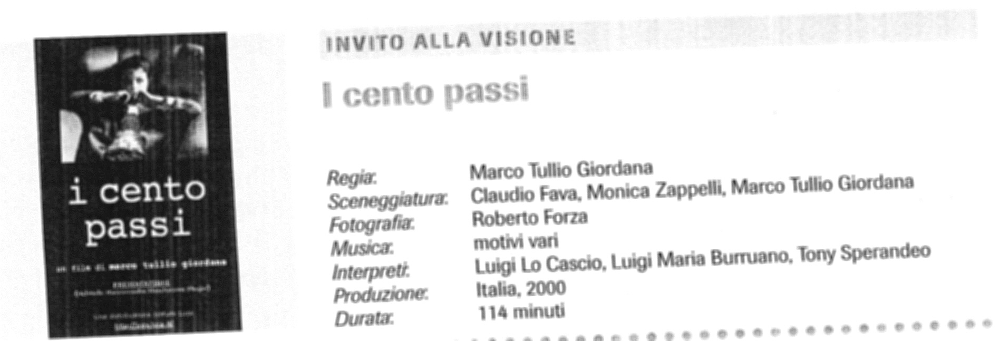 INVITO ALLA VISIONE
I cento passi
Regia: Marco Tullio Giordana
Sceneggiatura: Claudio Fava, Monica Zappelli, Marco Tullio Giordana
Fotografia: Roberto Forza
Musica: motivi vari
Interpreti: Luigi Lo Cascio, Luigi Maria Burruano, Tony Sperandeo
Produzione: Italia, 2000
Durata: 114 minuti
i cento
passi
un film di marco tullio giordana